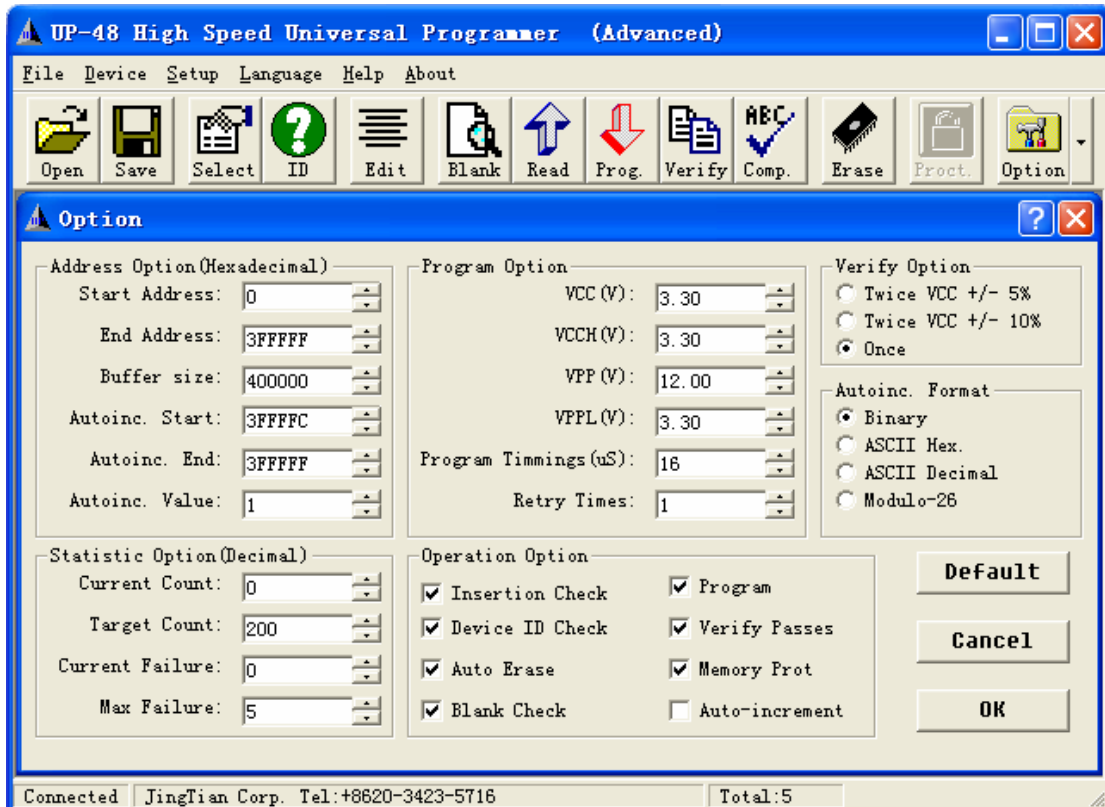 UP-48 High Speed Universal Programmer (Advanced)
File Device Setup Language Help About
Open Save Select ID Edit Blank Read Prog. Verify ABC Comp. Erase Proct. Option
Option
Address Option(Hexadecimal)
Start Address: 0
End Address: 3FFFFF
Buffer size: 400000
Autoinc. Start: 3FFFFC
Autoinc. End: 3FFFFF
Autoinc. Value: 1
Program Option
VCC(V): 3.30
VCCH(V): 3.30
VPP(V): 12.00
VPPL(V): 3.30
Program Timmings(uS): 16
Retry Times: 1
Verify Option
Twice VCC +/- 5%
Twice VCC +/- 10%
Once
Autoinc. Format
Binary
ASCII Hex.
ASCII Decimal
Modulo-26
Statistic Option(Decimal)
Current Count: 0
Target Count: 200
Current Failure: 0
Max Failure: 5
Operation Option
Insertion Check
Device ID Check
Auto Erase
Blank Check
Program
Verify Passes
Memory Prot
Auto-increment
Default
Cancel
OK
Connected JingTian Corp. Tel:+8620-3423-5716 Total:5